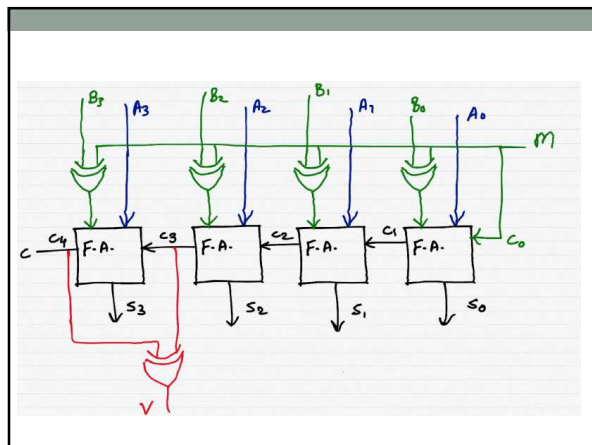 B3 A3 B2 A2 B1 A1 B0 A0
M
C C4 F.A. C3 F.A. C2 F.A. C1 F.A. C0
S3 S2 S1 S0
V